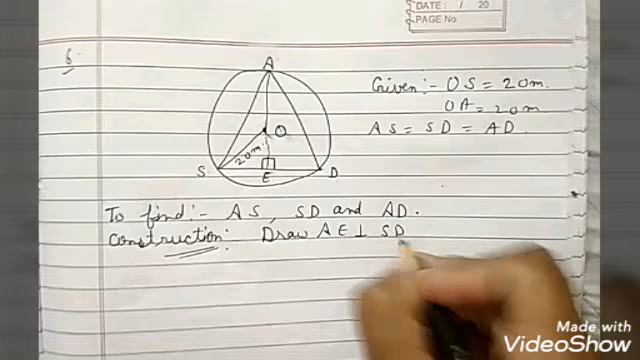 DATE: / 20
PAGE No
6
A
Given:- OS = 20m.
OA = 20m
AS = SD = AD.
O
20m.
S
E
D
To find:- AS, SD and AD.
Construction: Draw AE ⊥ SD
Made with
VideoShow